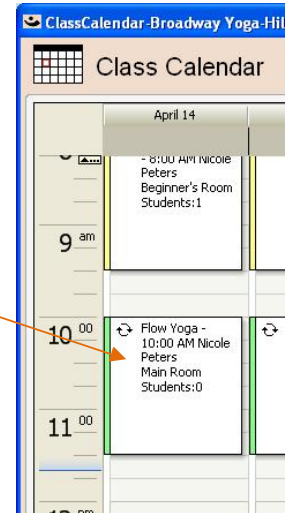 ClassCalendar-Broadway Yoga-Hil
Class Calendar
April 14
- 8:00 AM Nicole
Peters
Beginner's Room
Students:1
9 am
10 00
Flow Yoga -
10:00 AM Nicole
Peters
Main Room
Students:0
11 00